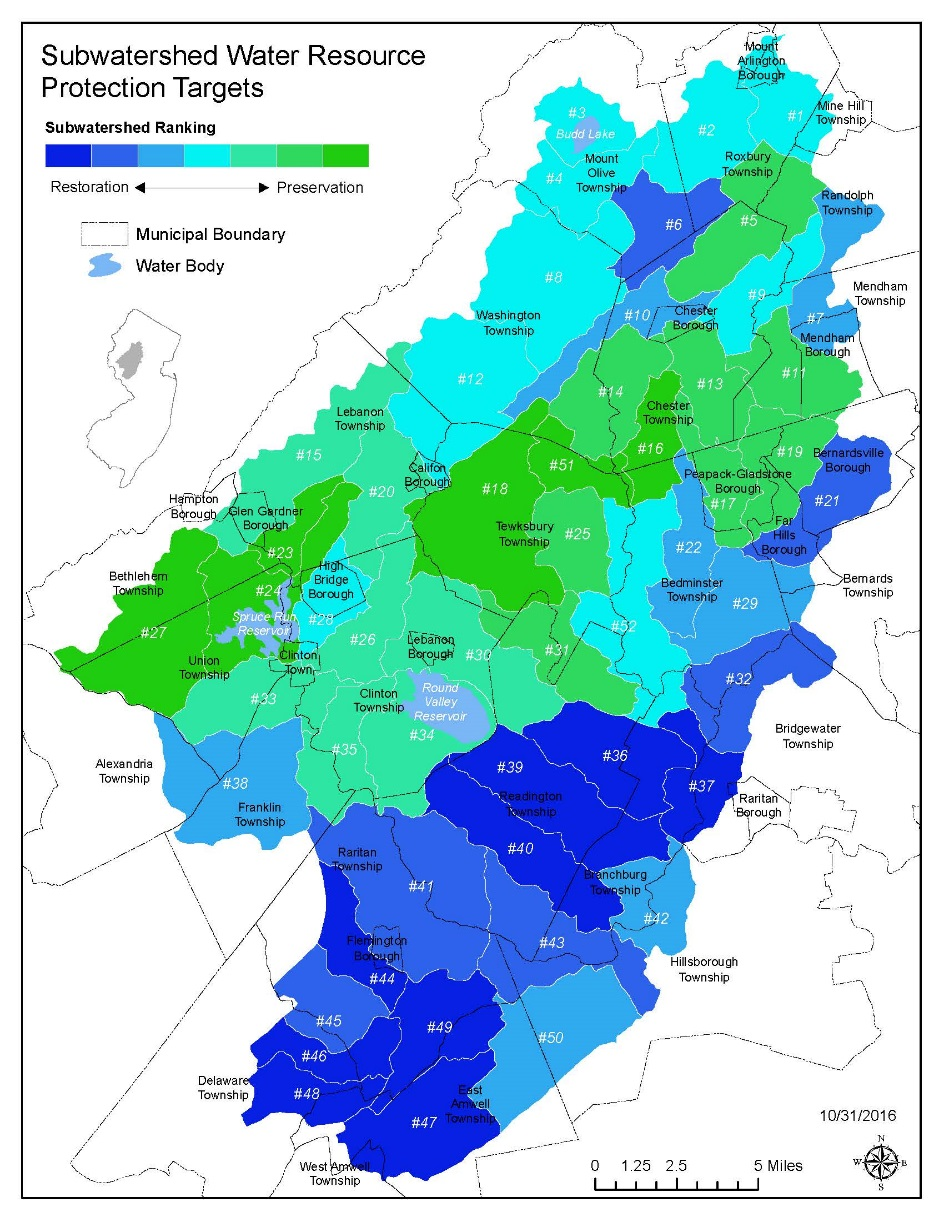 Subwatershed Water Resource
Protection Targets
Subwatershed Ranking
Restoration
Preservation
Municipal Boundary
Water Body
Mount
Arlington
Borough
#3
Budd Lake
#2
#1
Mine Hill
Township
Mount
Olive
Township
#4
Roxbury
Township
Randolph
Township
#6
#5
#8
#9
Mendham
Township
Washington
Township
#10
Chester
Borough
#7
Mendham
Borough
#12
#14
#13
#11
Lebanon
Township
Chester
Township
#15
#16
#19
Bernardsville
Borough
#51
Califon
Borough
#20
#18
Peapack-Gladstone
Borough
#17
#21
Hampton
Borough
Glen Gardner
Borough
Tewksbury
Township
#25
Far
Hills
Borough
#23
#22
Bethlehem
Township
#24
High
Bridge
Borough
Bedminster
Township
#29
Bernards
Township
Spruce Run
Reservoir
#27
#28
#26
#52
Lebanon
Borough
#30
#31
Union
Township
Clinton
Town
#32
#33
Clinton
Township
Round
Valley
Reservoir
#34
#35
Bridgewater
Township
#36
#39
Alexandria
Township
#38
#37
Readington
Township
Raritan
Borough
Franklin
Township
#40
Raritan
Township
#41
Branchburg
Township
#42
Flemington
Borough
#43
Hillsborough
Township
#44
#45
#49
#50
#46
Delaware
Township
#48
East
Amwell
Township
#47
West Amwell
Township
10/31/2016
N
W
E
S
0 1.25 2.5 5 Miles